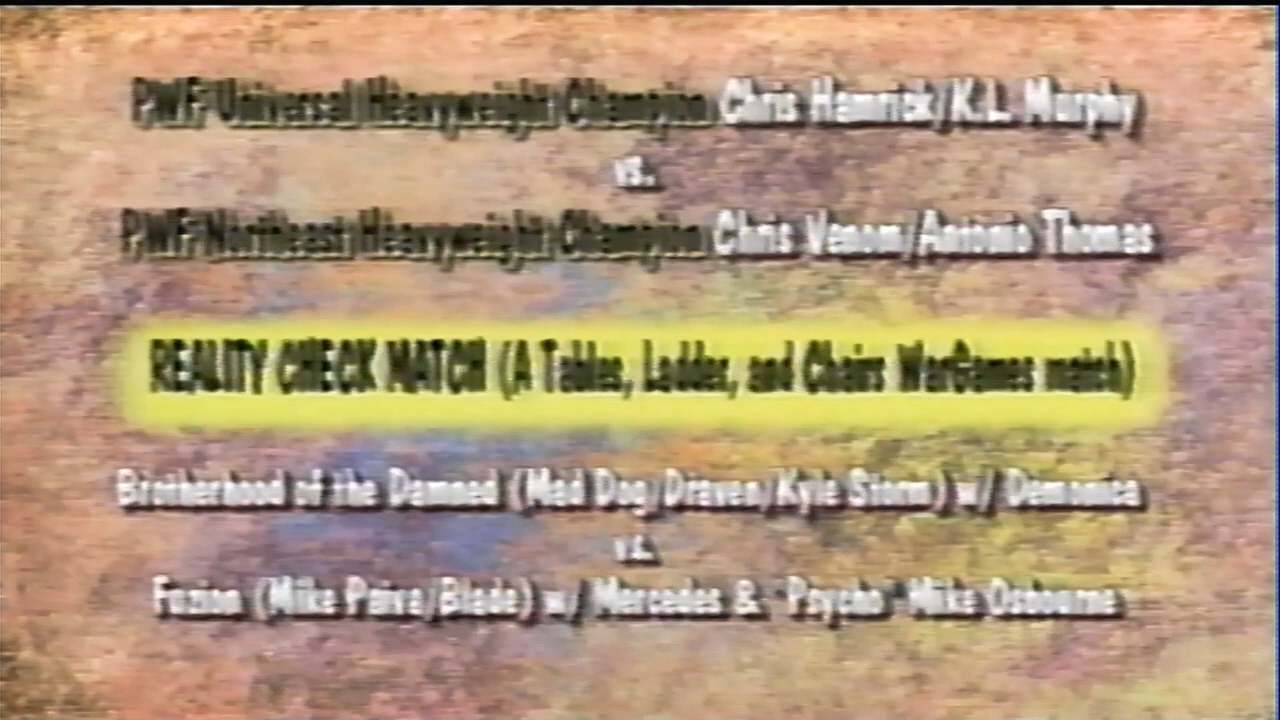 PWF Universal Heavyweight Champion Chris Hamrick/K.L. Murphy
vs.
PWF Northeast Heavyweight Champion Chris Venom/Antonio Thomas
REALITY CHECK MATCH (A Tables, Ladder, and Chairs WarGames match)
Brotherhood of the Damned (Mad Dog/Draven/Kyle Storm) w/ Demonica
vs.
Fuzion (Mike Paiva/Blade) w/ Mercedes & "Psycho" Mike Osbourne